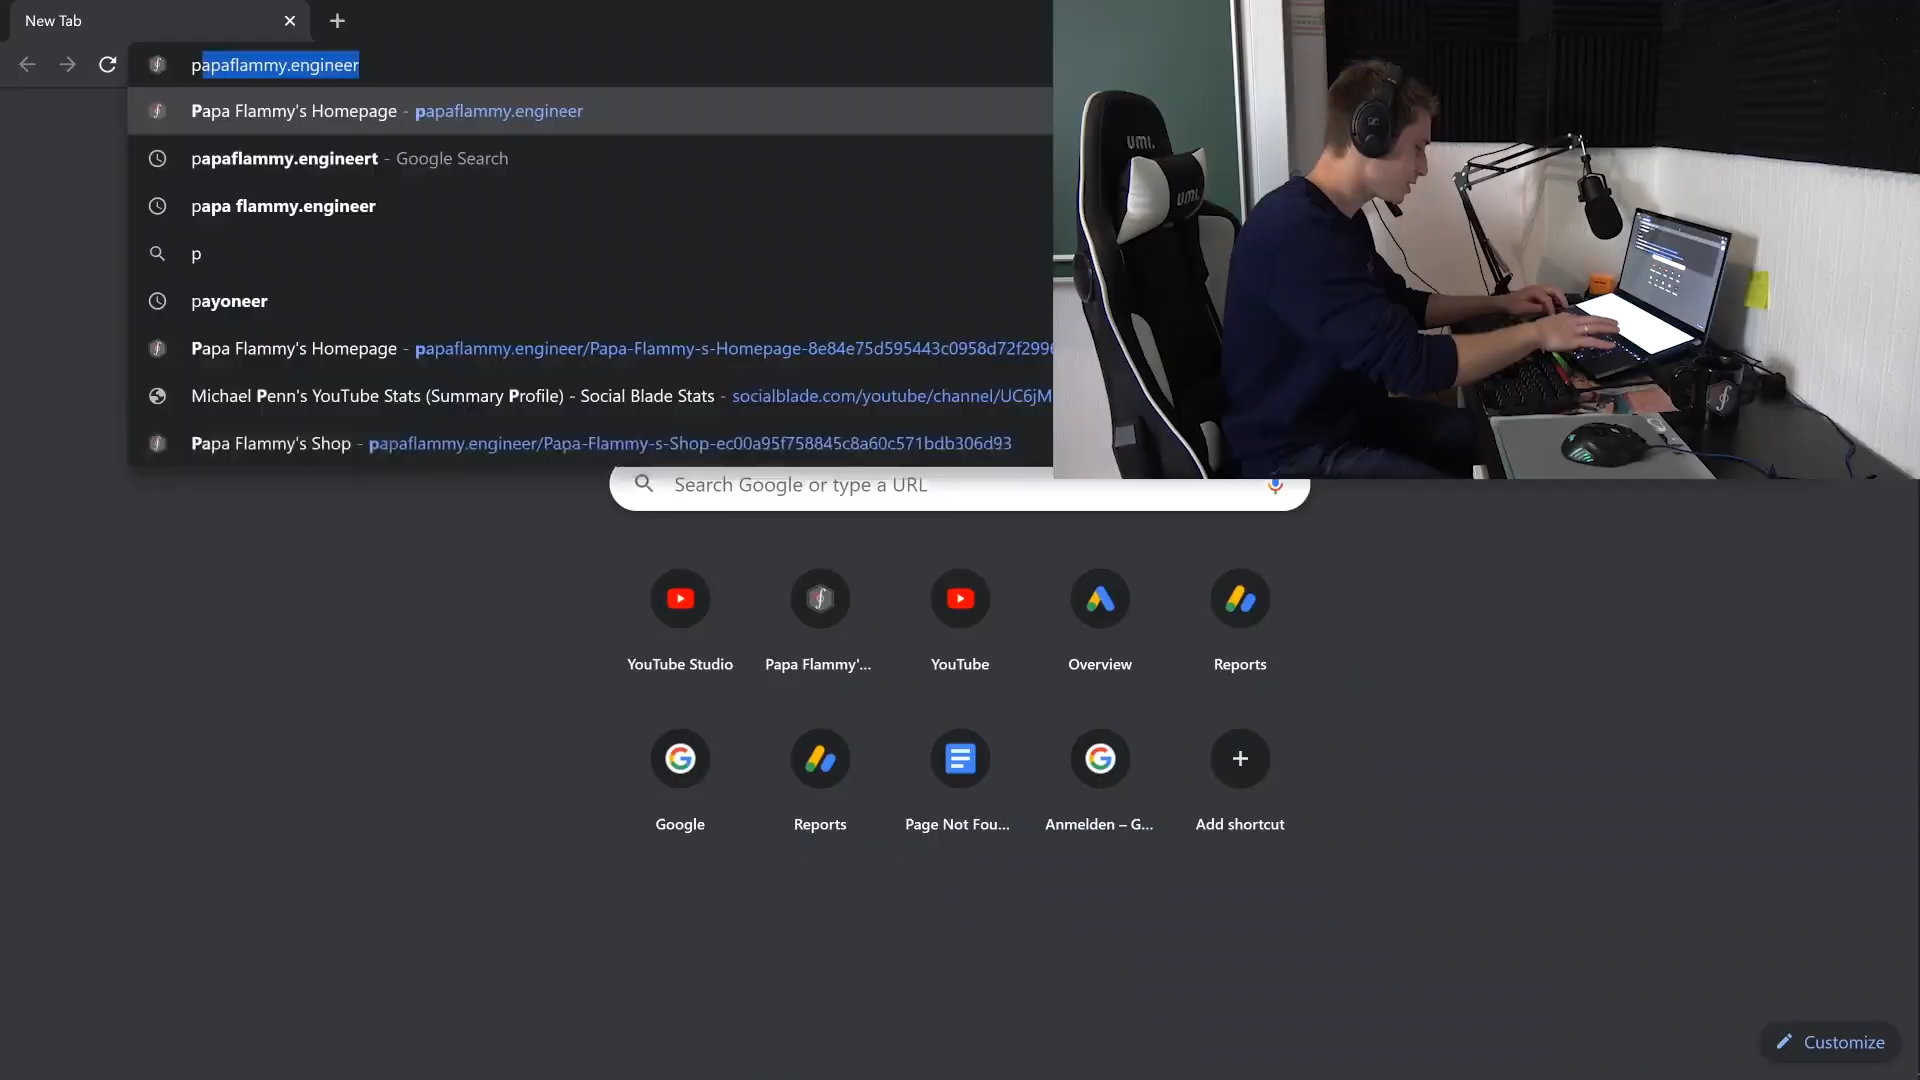 New Tab
papaflammy.engineer
Papa Flammy's Homepage - papaflammy.engineer
papaflammy.engineert - Google Search
papa flammy.engineer
p
payoneer
Papa Flammy's Homepage - papaflammy.engineer/Papa-Flammy-s-Homepage-8e84e75d595443c0958d72f299
Michael Penn's YouTube Stats (Summary Profile) - Social Blade Stats - socialblade.com/youtube/channel/UC6jM
Papa Flammy's Shop - papaflammy.engineer/Papa-Flammy-s-Shop-ec00a95f758845c8a60c571bdb306d93
umi.
umi.
Search Google or type a URL
YouTube Studio
Papa Flammy'...
YouTube
Overview
Reports
Google
Reports
Page Not Fou...
Anmelden – G...
Add shortcut
Customize